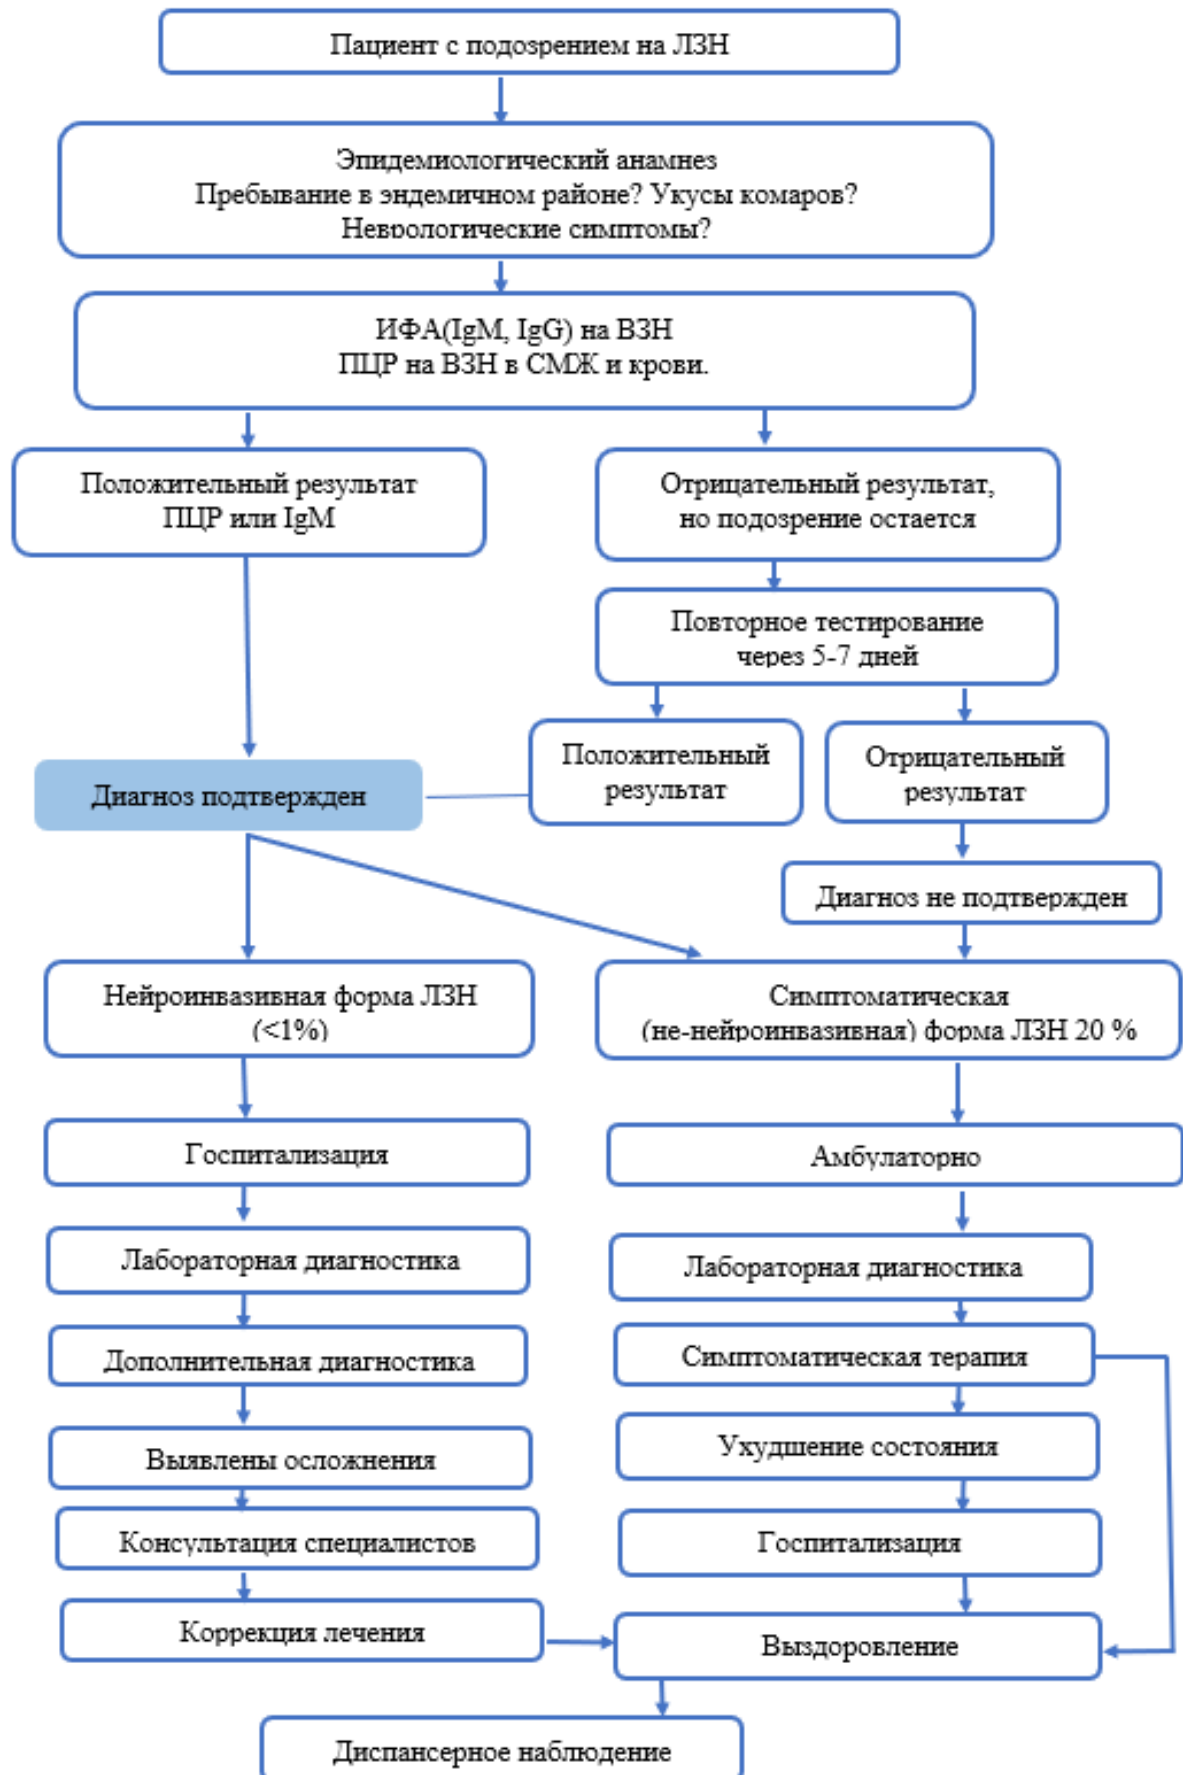 Пациент с подозрением на ЛЗН
Эпидемиологический анамнез
Пребывание в эндемичном районе? Укусы комаров?
Неврологические симптомы?
ИФА(IgM, IgG) на ВЗН
ПЦР на ВЗН в СМЖ и крови.
Положительный результат
ПЦР или IgM
Отрицательный результат,
но подозрение остается
Повторное тестирование
через 5-7 дней
Положительный
результат
Отрицательный
результат
Диагноз подтвержден
Диагноз не подтвержден
Нейроинвазивная форма ЛЗН
(<1%)
Симптоматическая
(не-нейроинвазивная) форма ЛЗН 20 %
Госпитализация
Амбулаторно
Лабораторная диагностика
Лабораторная диагностика
Дополнительная диагностика
Симптоматическая терапия
Выявлены осложнения
Ухудшение состояния
Консультация специалистов
Госпитализация
Коррекция лечения
Выздоровление
Диспансерное наблюдение